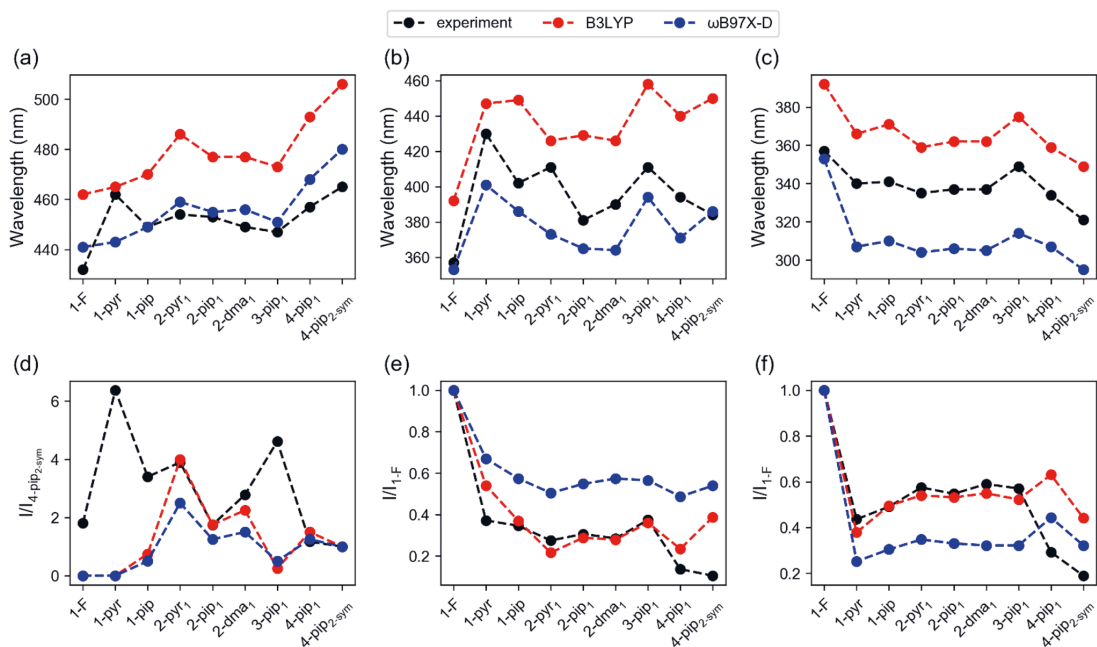 experiment B3LYP ωB97X-D
(a) (b) (c)
Wavelength (nm)
500
480
460
440
1-F 1-pyr 1-pip 2-pyr₁ 2-pip₁ 2-dma₁ 3-pip₁ 4-pip₁ 4-pip₂₋sym
Wavelength (nm)
460
440
420
400
380
360
1-F 1-pyr 1-pip 2-pyr₁ 2-pip₁ 2-dma₁ 3-pip₁ 4-pip₁ 4-pip₂₋sym
Wavelength (nm)
380
360
340
320
300
1-F 1-pyr 1-pip 2-pyr₁ 2-pip₁ 2-dma₁ 3-pip₁ 4-pip₁ 4-pip₂₋sym
(d) (e) (f)
I/I4-pip₂₋sym
6
4
2
0
1-F 1-pyr 1-pip 2-pyr₁ 2-pip₁ 2-dma₁ 3-pip₁ 4-pip₁ 4-pip₂₋sym
I/I1-F
1.0
0.8
0.6
0.4
0.2
1-F 1-pyr 1-pip 2-pyr₁ 2-pip₁ 2-dma₁ 3-pip₁ 4-pip₁ 4-pip₂₋sym
I/I1-F
1.0
0.8
0.6
0.4
0.2
1-F 1-pyr 1-pip 2-pyr₁ 2-pip₁ 2-dma₁ 3-pip₁ 4-pip₁ 4-pip₂₋sym